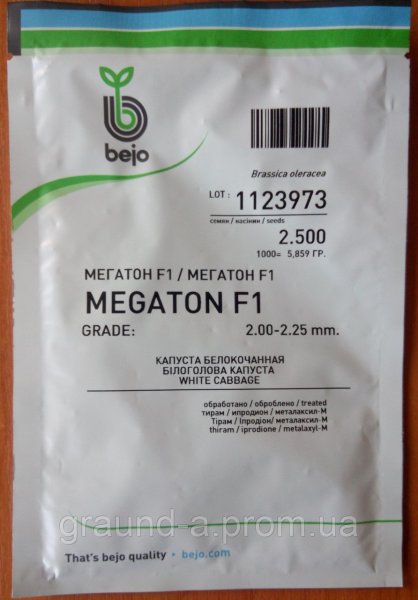 bejo
Brassica oleracea
LOT: 1123973
семян / насінин / seeds
2.500
1000= 5,859 ГР.
МЕГАТОН F1 / МЕГАТОН F1
MEGATON F1
GRADE: 2.00-2.25 mm.
КАПУСТА БЕЛОКОЧАННАЯ
БІЛОГОЛОВА КАПУСТА
WHITE CABBAGE
обработано / оброблено / treated
тирам / ипродион / металаксил-М
Тірам / Іпродіон/ металаксил-М
thiram / iprodione / metalaxyl-M
graund-a.prom.ua
That's bejo quality • bejo.com